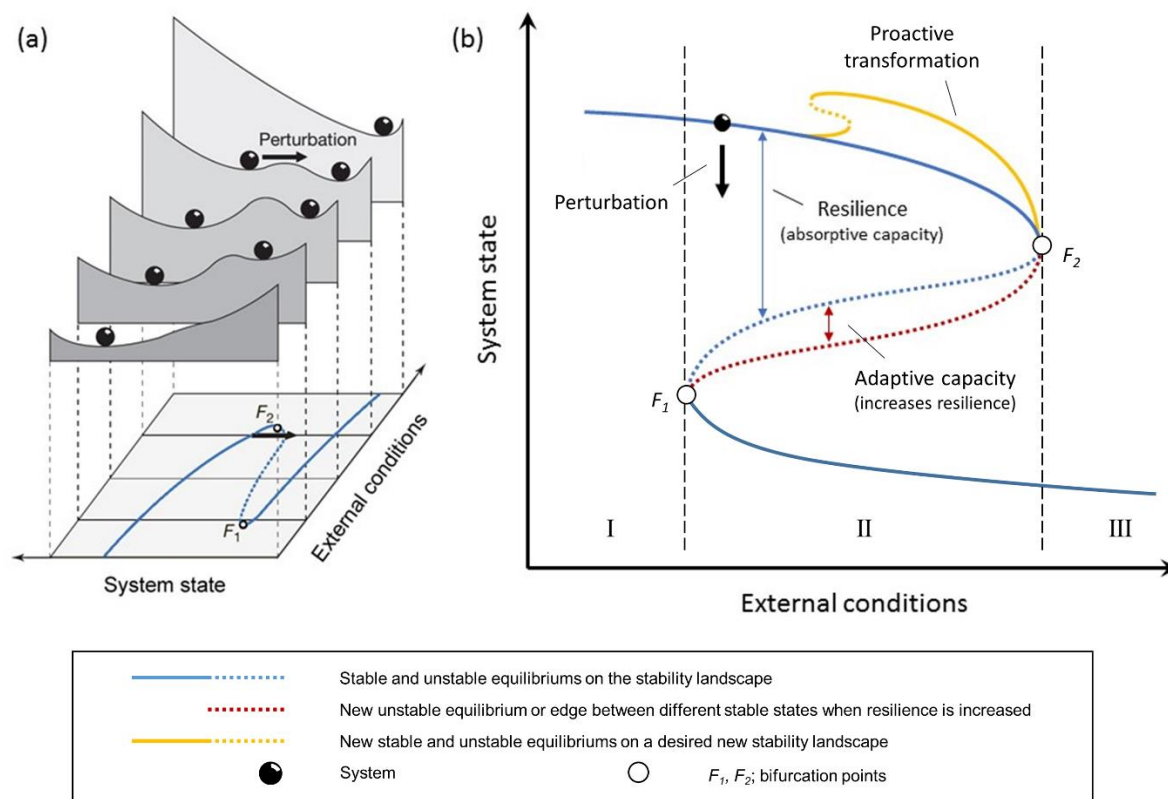 (a)
Perturbation
F2
F1
External conditions
System state
(b)
System state
Proactive
transformation
Perturbation
Resilience
(absorptive capacity)
F2
Adaptive capacity
(increases resilience)
F1
I
II
III
External conditions
Stable and unstable equilibriums on the stability landscape
New unstable equilibrium or edge between different stable states when resilience is increased
New stable and unstable equilibriums on a desired new stability landscape
System
F1, F2; bifurcation points